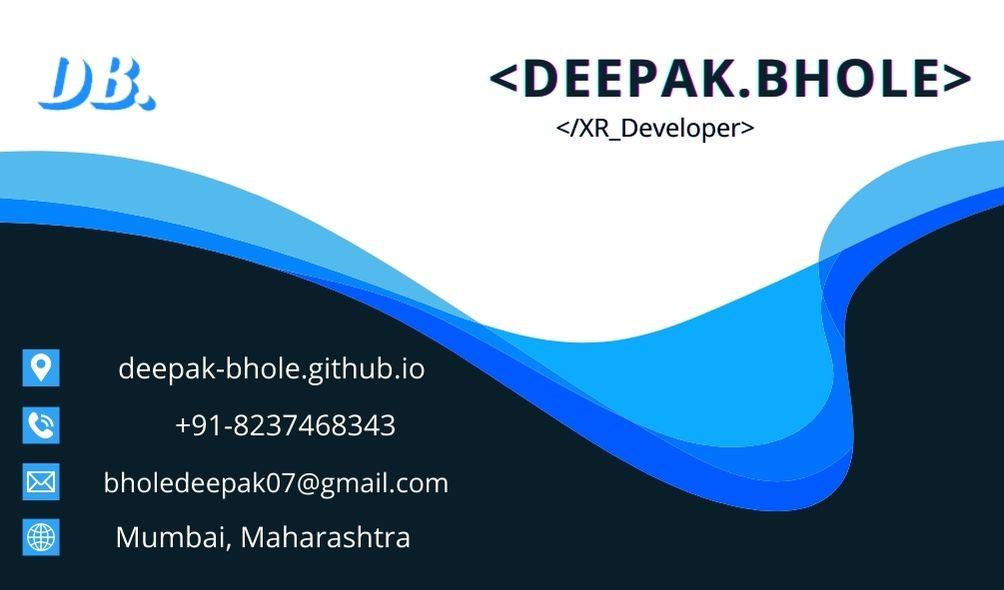 DB.
<DEEPAK.BHOLE>
</XR_Developer>
deepak-bhole.github.io
+91-8237468343
bholedeepak07@gmail.com
Mumbai, Maharashtra